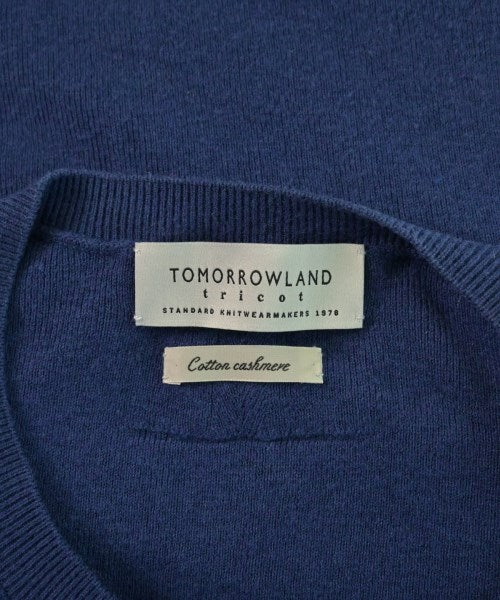 TOMORROWLAND
tricot
STANDARD KNITWEARMAKERS 1978
Cotton cashmere